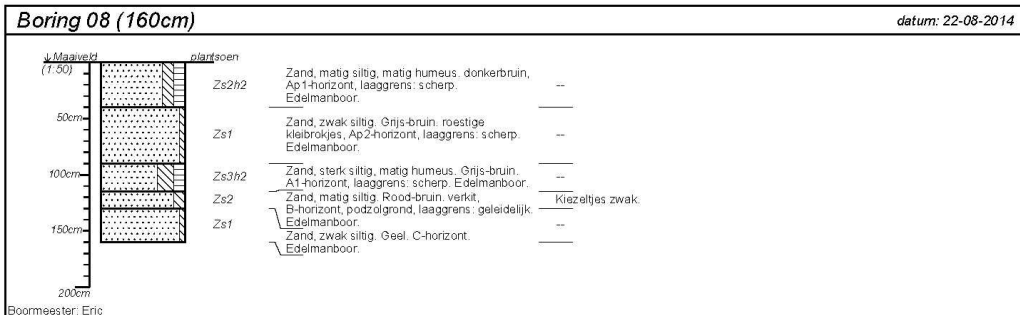 Boring 08 (160cm)
datum: 22-08-2014
↓ Maaiveld
plantsoen
(1:50)
Zs2h2
Zand, matig siltig, matig humeus. donkerbruin,
Ap1-horizont, laaggrens: scherp.
Edelmanboor.
--
50cm
Zs1
Zand, zwak siltig. Grijs-bruin. roestige
kleibrokjes, Ap2-horizont, laaggrens: scherp.
Edelmanboor.
--
100cm
Zs3h2
Zand, sterk siltig, matig humeus. Grijs-bruin.
A1-horizont, laaggrens: scherp. Edelmanboor.
--
Zs2
Zand, matig siltig. Rood-bruin. verkit,
B-horizont, podzolgrond, laaggrens: geleidelijk.
Edelmanboor.
Kiezeltjes zwak.
150cm
Zs1
Zand, zwak siltig. Geel. C-horizont.
Edelmanboor.
--
200cm
Boormeester: Eric